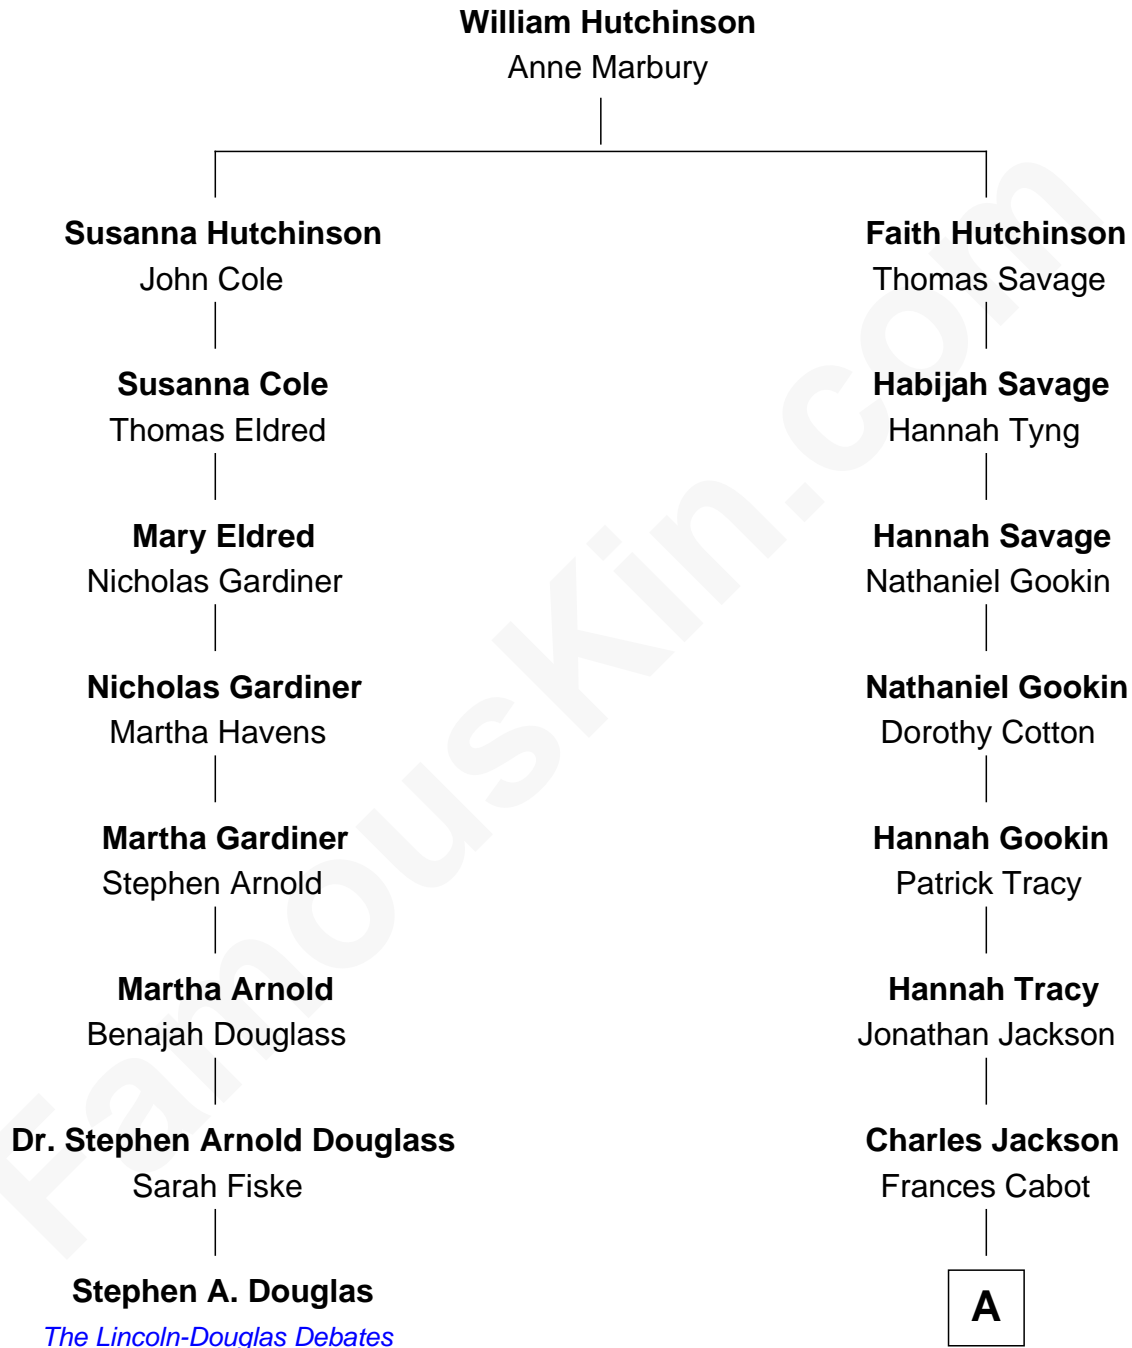 William Hutchinson
Anne Marbury
Susanna Hutchinson
John Cole
Faith Hutchinson
Thomas Savage
Susanna Cole
Thomas Eldred
Habijah Savage
Hannah Tyng
Mary Eldred
Nicholas Gardiner
Hannah Savage
Nathaniel Gookin
Nicholas Gardiner
Martha Havens
Nathaniel Gookin
Dorothy Cotton
Martha Gardiner
Stephen Arnold
Hannah Gookin
Patrick Tracy
Martha Arnold
Benajah Douglass
Hannah Tracy
Jonathan Jackson
Dr. Stephen Arnold Douglass
Sarah Fiske
Charles Jackson
Frances Cabot
Stephen A. Douglas
The Lincoln-Douglas Debates
A
FamousKin.com